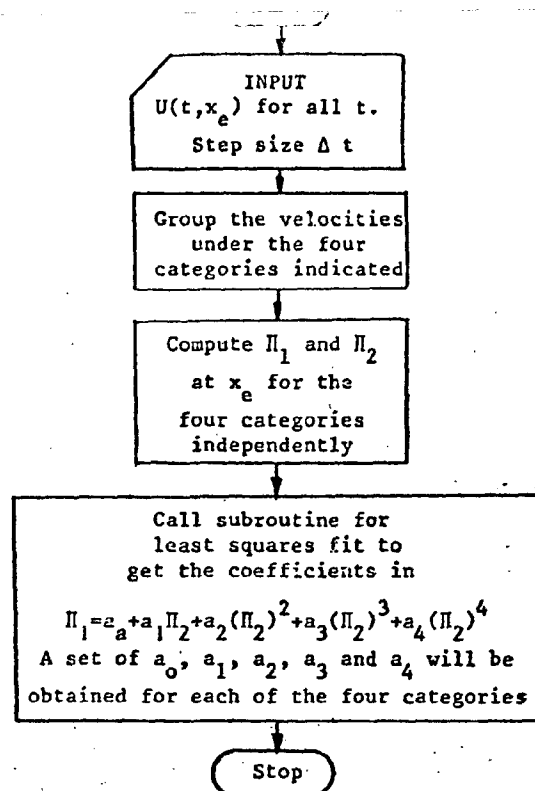 INPUT
U(t,x_e) for all t.
Step size Δ t
Group the velocities
under the four
categories indicated
Compute Π_1 and Π_2
at x_e for the
four categories
independently
Call subroutine for
least squares fit to
get the coefficients in
Π_1=a_a+a_1Π_2+a_2(Π_2)^2+a_3(Π_2)^3+a_4(Π_2)^4
A set of a_o, a_1, a_2, a_3 and a_4 will be
obtained for each of the four categories
Stop